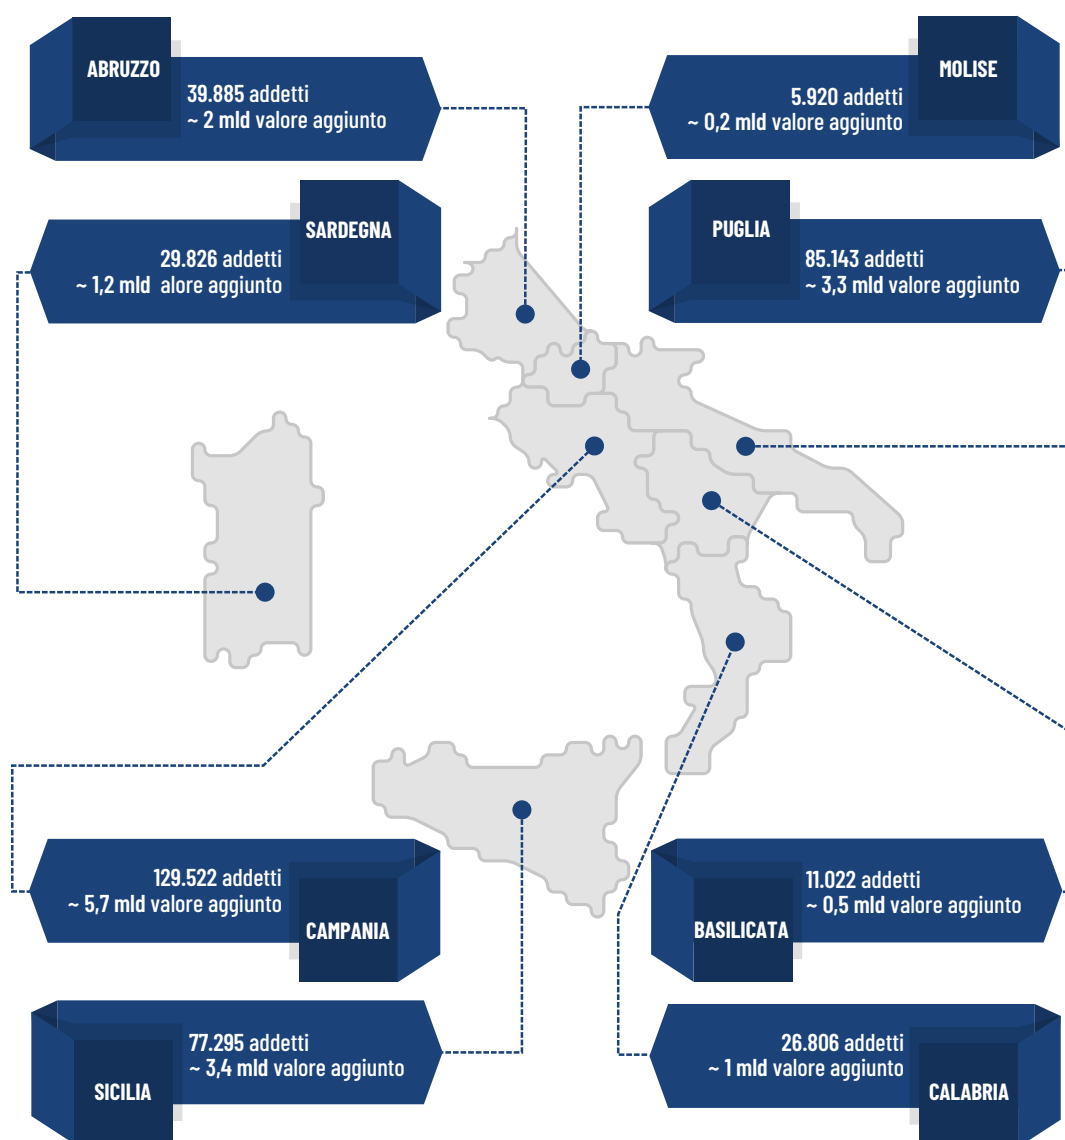 ABRUZZO
39.885 addetti
~ 2 mld valore aggiunto
MOLISE
5.920 addetti
~ 0,2 mld valore aggiunto
SARDEGNA
29.826 addetti
~ 1,2 mld alore aggiunto
PUGLIA
85.143 addetti
~ 3,3 mld valore aggiunto
129.522 addetti
~ 5,7 mld valore aggiunto
CAMPANIA
11.022 addetti
~ 0,5 mld valore aggiunto
BASILICATA
77.295 addetti
~ 3,4 mld valore aggiunto
SICILIA
26.806 addetti
~ 1 mld valore aggiunto
CALABRIA